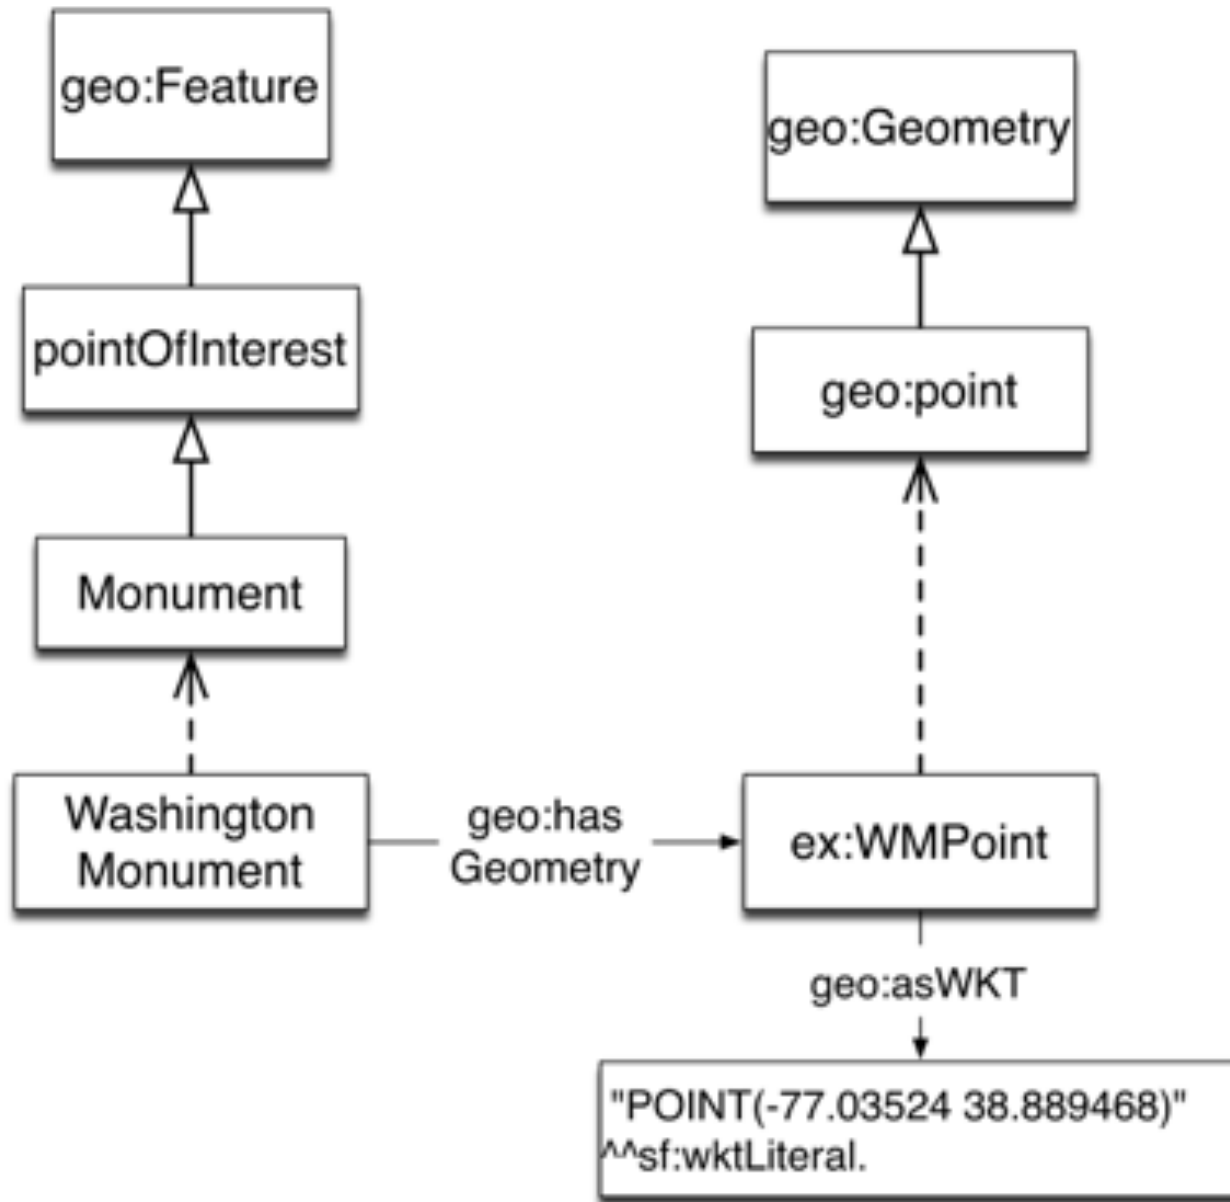 geo:Feature
geo:Geometry
pointOfInterest
geo:point
Monument
Washington
Monument
geo:has
Geometry
ex:WMPoint
geo:asWKT
"POINT(-77.03524 38.889468)"
^^sf:wktLiteral.